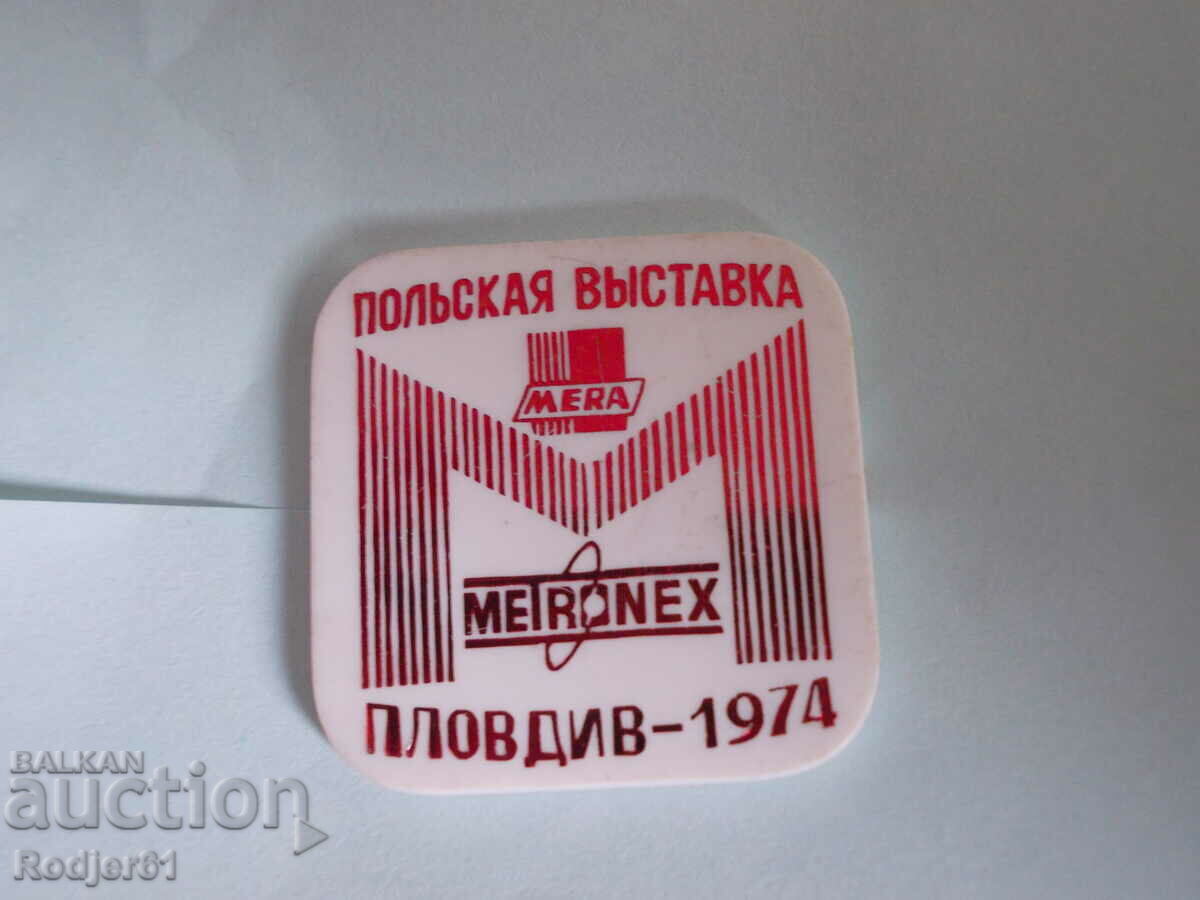 ПОЛЬСКАЯ ВЫСТАВКА
MERA
METRONEX
ПЛОВДИВ-1974
BALKAN
auction
Rodjer61